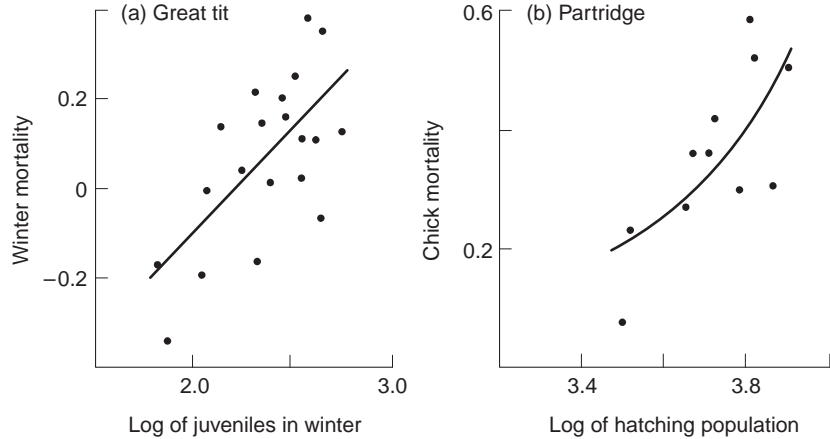 (a) Great tit
Winter mortality
0.2
0
−0.2
2.0
3.0
Log of juveniles in winter
(b) Partridge
Chick mortality
0.6
0.2
3.4
3.8
Log of hatching population